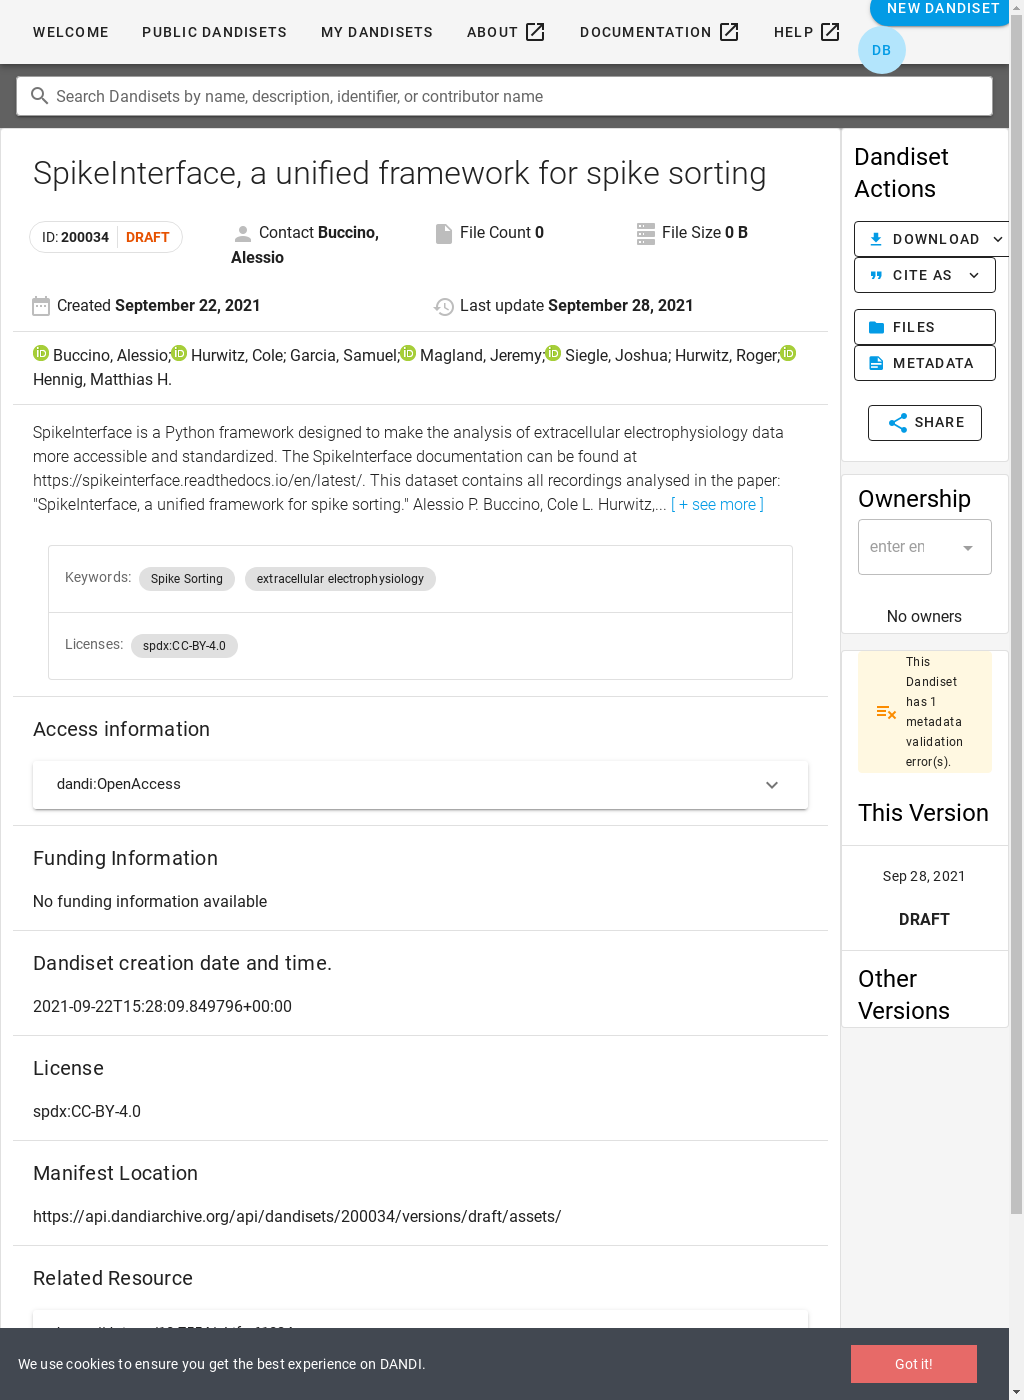 WELCOME PUBLIC DANDISETS MY DANDISETS ABOUT DOCUMENTATION HELP NEW DANDISET
DB
Search Dandisets by name, description, identifier, or contributor name
SpikeInterface, a unified framework for spike sorting
ID: 200034 DRAFT
Contact Buccino, Alessio
File Count 0
File Size 0 B
Created September 22, 2021
Last update September 28, 2021
Buccino, Alessio; Hurwitz, Cole; Garcia, Samuel; Magland, Jeremy; Siegle, Joshua; Hurwitz, Roger;
Hennig, Matthias H.
SpikeInterface is a Python framework designed to make the analysis of extracellular electrophysiology data
more accessible and standardized. The SpikeInterface documentation can be found at
https://spikeinterface.readthedocs.io/en/latest/. This dataset contains all recordings analysed in the paper:
"SpikeInterface, a unified framework for spike sorting." Alessio P. Buccino, Cole L. Hurwitz,... [ + see more ]
Keywords: Spike Sorting extracellular electrophysiology
Licenses: spdx:CC-BY-4.0
Access information
dandi:OpenAccess
Funding Information
No funding information available
Dandiset creation date and time.
2021-09-22T15:28:09.849796+00:00
License
spdx:CC-BY-4.0
Manifest Location
https://api.dandiarchive.org/api/dandisets/200034/versions/draft/assets/
Related Resource
Dandiset
Actions
DOWNLOAD
CITE AS
FILES
METADATA
SHARE
Ownership
No owners
This
Dandiset
has 1
metadata
validation
error(s).
This Version
Sep 28, 2021
DRAFT
Other
Versions
We use cookies to ensure you get the best experience on DANDI.
Got it!